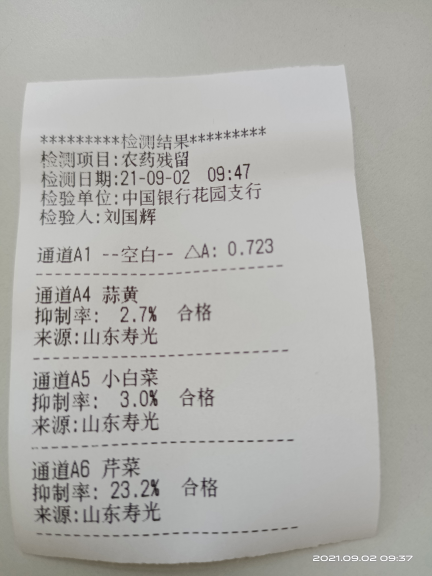 *********检测结果*********
检测项目:农药残留
检测日期:21-09-02 09:47
检验单位:中国银行花园支行
检验人:刘国辉
通道A1 --空白-- △A: 0.723
通道A4 蒜黄
抑制率: 2.7% 合格
来源:山东寿光
通道A5 小白菜
抑制率: 3.0% 合格
来源:山东寿光
通道A6 芹菜
抑制率: 23.2% 合格
来源:山东寿光
2021.09.02 09:37